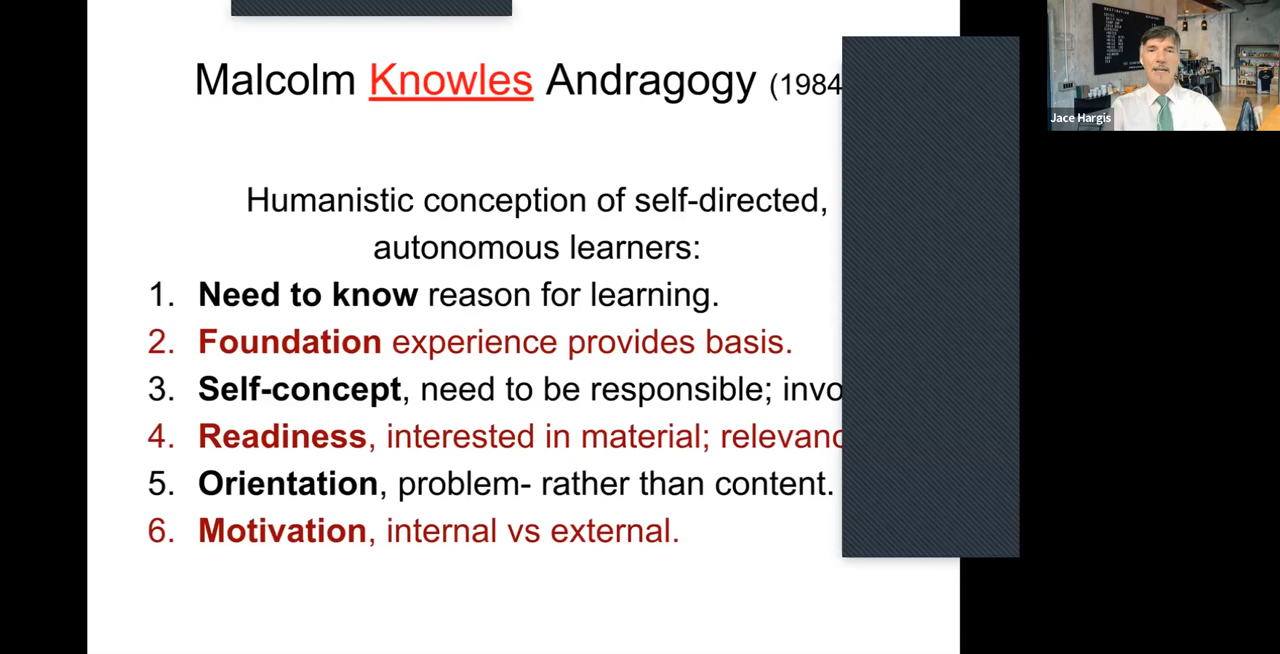 Malcolm Knowles Andragogy (1984
Humanistic conception of self-directed,
autonomous learners:
1. Need to know reason for learning.
2. Foundation experience provides basis.
3. Self-concept, need to be responsible; invo
4. Readiness, interested in material; relevanc
5. Orientation, problem- rather than content.
6. Motivation, internal vs external.
Jace Hargis